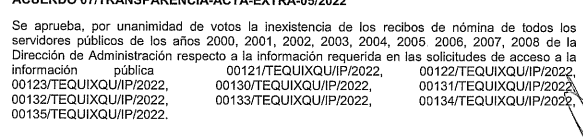 ACUERDO 07/TRANSPARENCIA-ACTA-EXTRA-05/2022
Se aprueba, por unanimidad de votos la inexistencia de los recibos de nómina de todos los
servidores públicos de los años 2000, 2001, 2002, 2003, 2004, 2005. 2006, 2007, 2008 de la
Dirección de Administración respecto a la información requerida en las solicitudes de acceso a la
información pública 00121/TEQUIXQU/IP/2022, 00122/TEQUIXQU/IP/2022,
00123/TEQUIXQU/IP/2022, 00130/TEQUIXQU/IP/2022, 00131/TEQUIXQU/IP/2022,
00132/TEQUIXQU/IP/2022, 00133/TEQUIXQU/IP/2022, 00134/TEQUIXQU/IP/2022,
00135/TEQUIXQU/IP/2022.